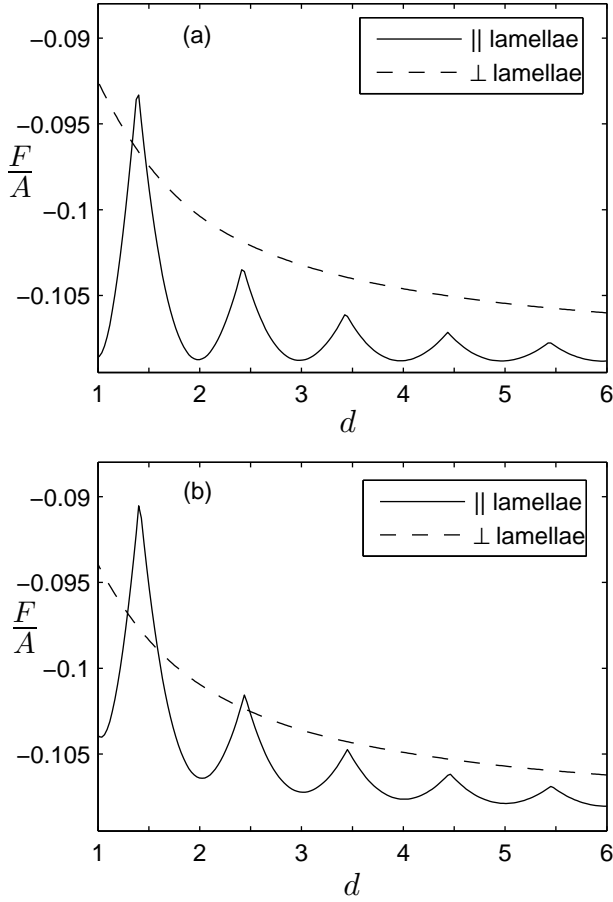 (a)
|| lamellae
⊥ lamellae
−0.09
−0.095
−0.1
−0.105
F
A
1 2 3 4 5 6
d
(b)
|| lamellae
⊥ lamellae
−0.09
−0.095
−0.1
−0.105
F
A
1 2 3 4 5 6
d